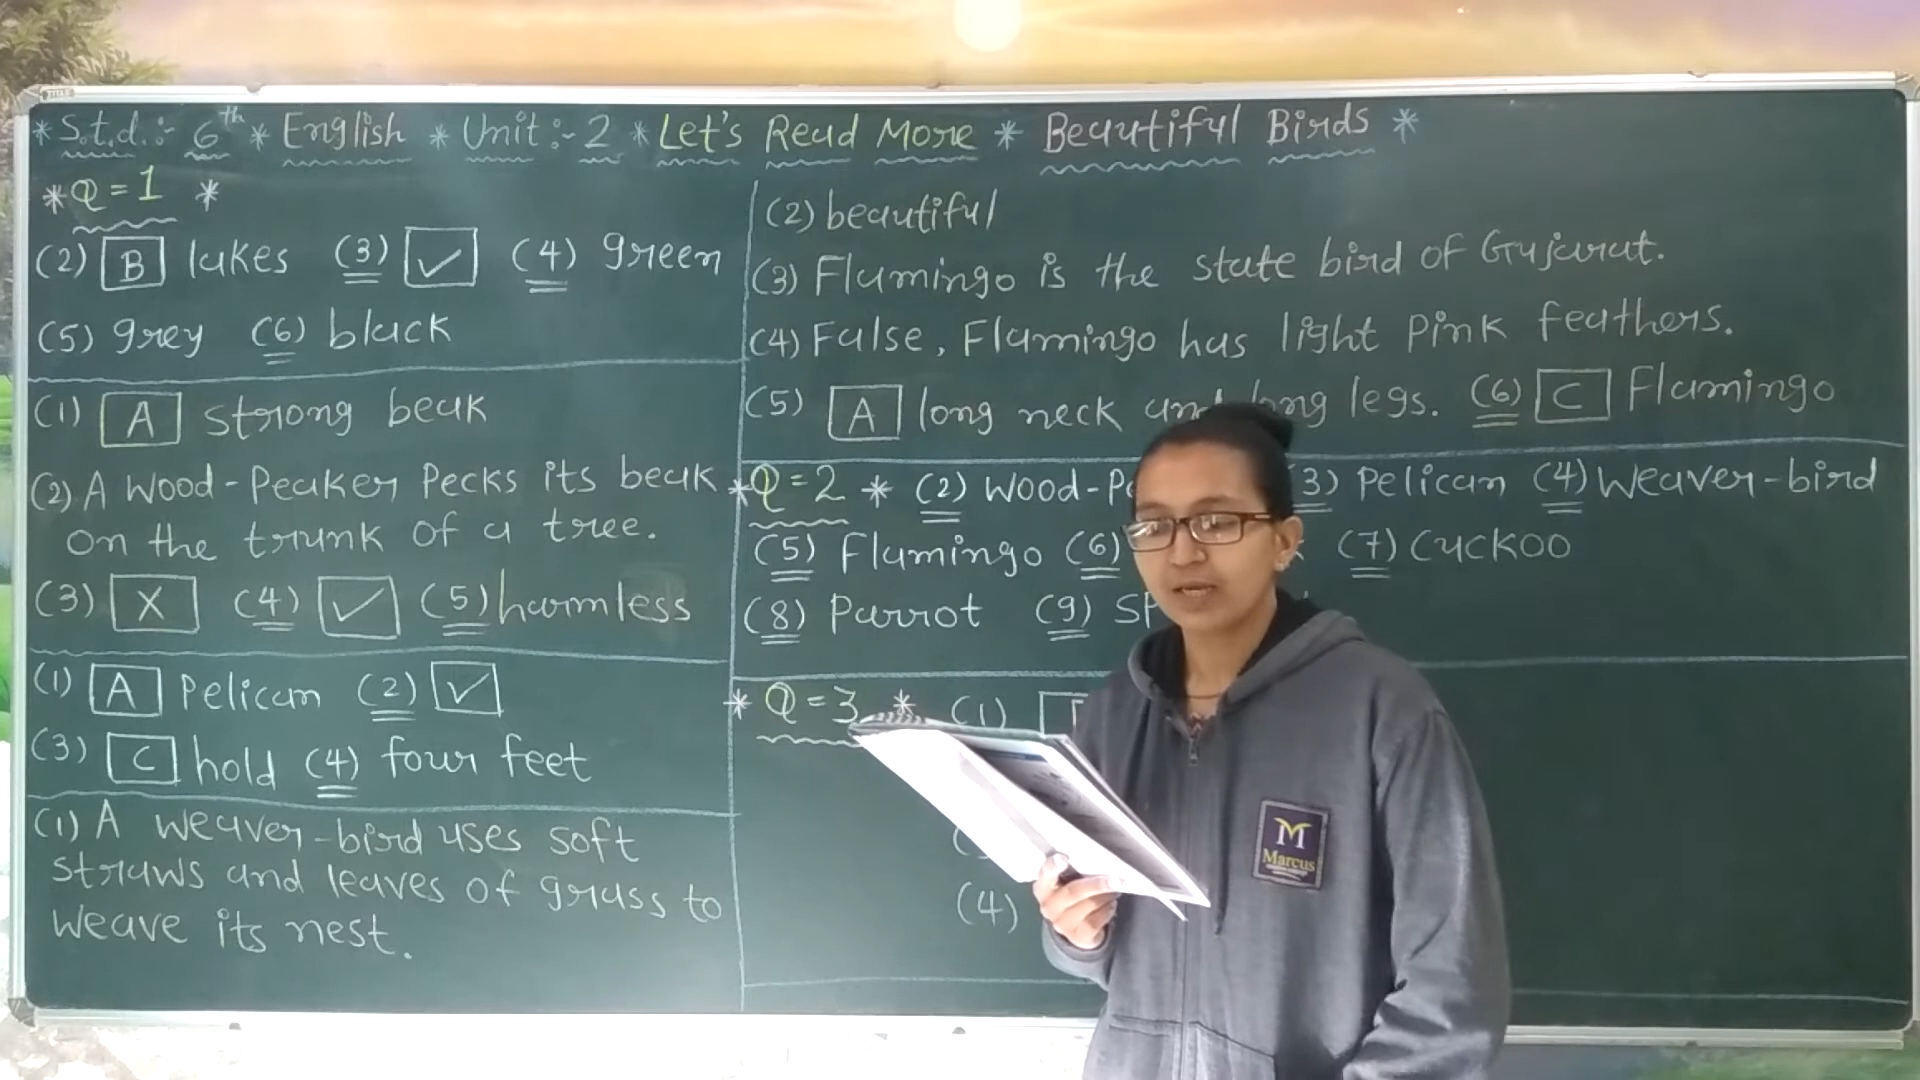 * S.t.d.:- 6th * English * Unit :- 2 * Let's Read More * Beautiful Birds *
* Q = 1 *
(2) B lakes (3) ✓ (4) green
(5) grey (6) black
(1) A strong beak
(2) A Wood-Peaker Pecks its beak
on the trunk of a tree.
(3) X (4) ✓ (5) harmless
(1) A Pelican (2) ✓
(3) C hold (4) four feet
(1) A weaver-bird uses soft
straws and leaves of grass to
weave its nest.
(2) beautiful
(3) Flamingo is the state bird of Gujarat.
(4) False, Flamingo has light Pink feathers.
(5) A long neck and long legs. (6) C Flamingo
* Q = 2 * (2) Wood- (3) Pelican (4) Weaver-bird
(5) Flamingo (6) (7) Cuckoo
(8) Parrot (9)
* Q = 3 * (1)
(4)
M
Marcus